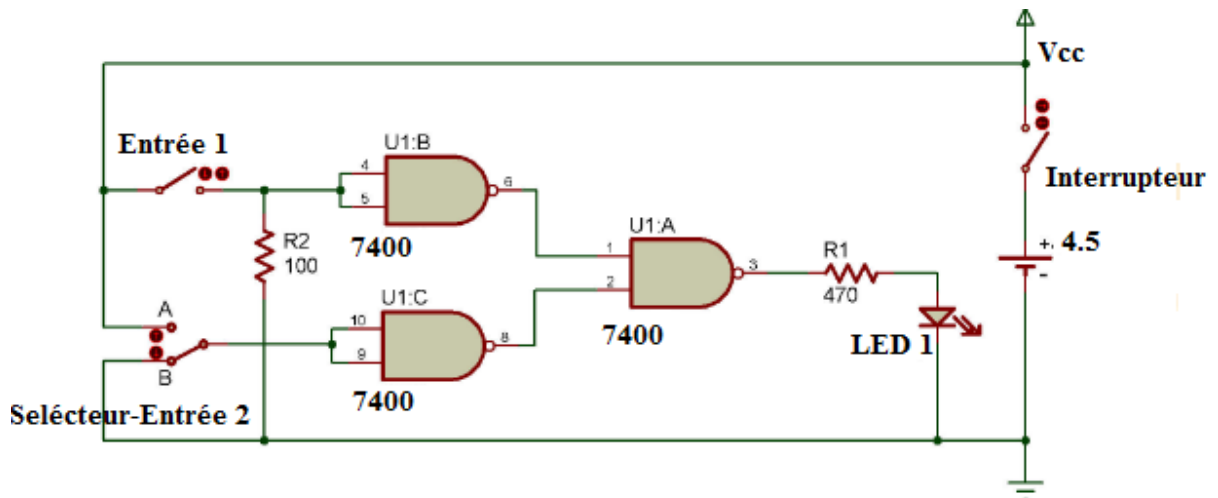 Vcc
Entrée 1
U1:B
4
5
6
7400
Interrupteur
R2
100
U1:A
1
2
3
7400
R1
470
+
4.5
-
U1:C
10
9
8
7400
LED 1
A
B
Selécteur-Entrée 2